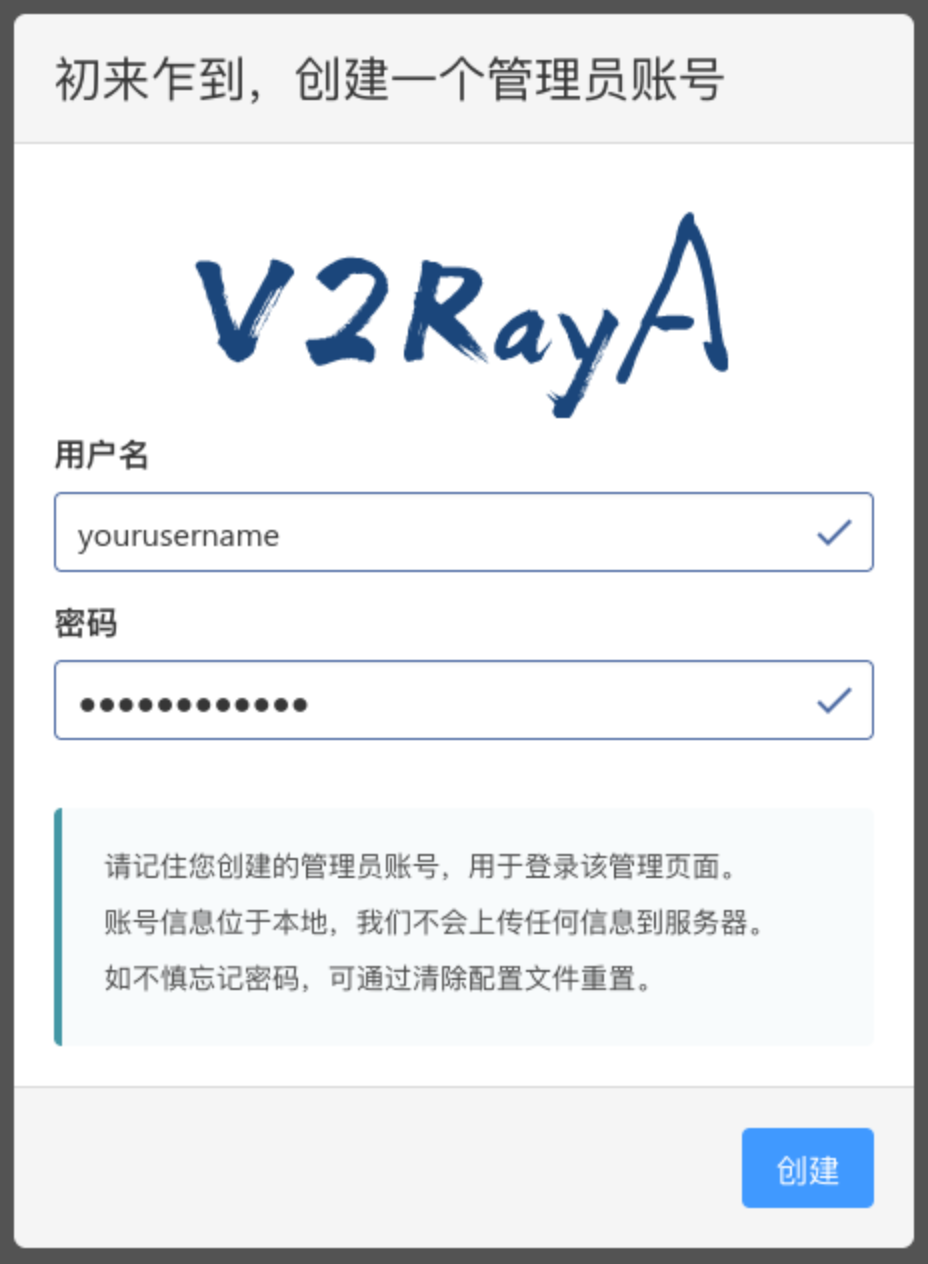 初来乍到，创建一个管理员账号
V2RayA
用户名
yourusername
密码
••••••••••••
请记住您创建的管理员账号，用于登录该管理页面。
账号信息位于本地，我们不会上传任何信息到服务器。
如不慎忘记密码，可通过清除配置文件重置。
创建